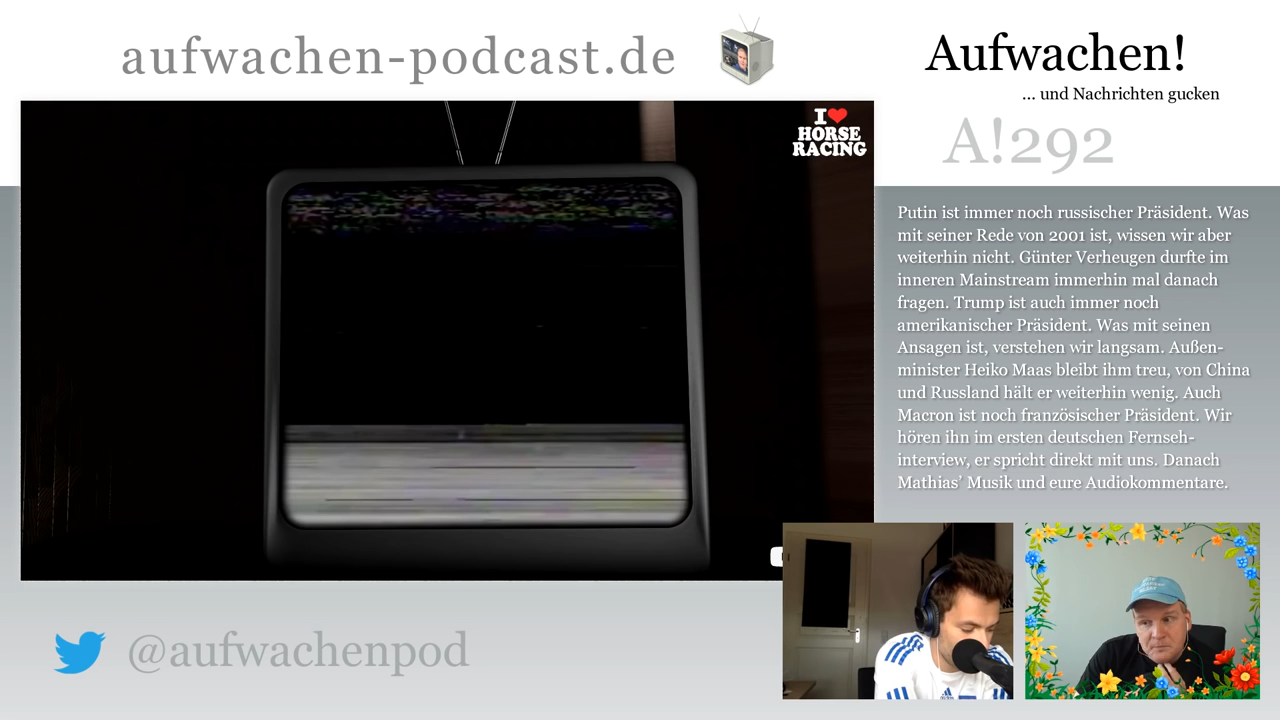 aufwachen-podcast.de
Aufwachen!
... und Nachrichten gucken
A!292
I
HORSE
RACING
Putin ist immer noch russischer Präsident. Was
mit seiner Rede von 2001 ist, wissen wir aber
weiterhin nicht. Günter Verheugen durfte im
inneren Mainstream immerhin mal danach
fragen. Trump ist auch immer noch
amerikanischer Präsident. Was mit seinen
Ansagen ist, verstehen wir langsam. Außen-
minister Heiko Maas bleibt ihm treu, von China
und Russland hält er weiterhin wenig. Auch
Macron ist noch französischer Präsident. Wir
hören ihn im ersten deutschen Fernseh-
interview, er spricht direkt mit uns. Danach
Mathias’ Musik und eure Audiokommentare.
@aufwachenpod